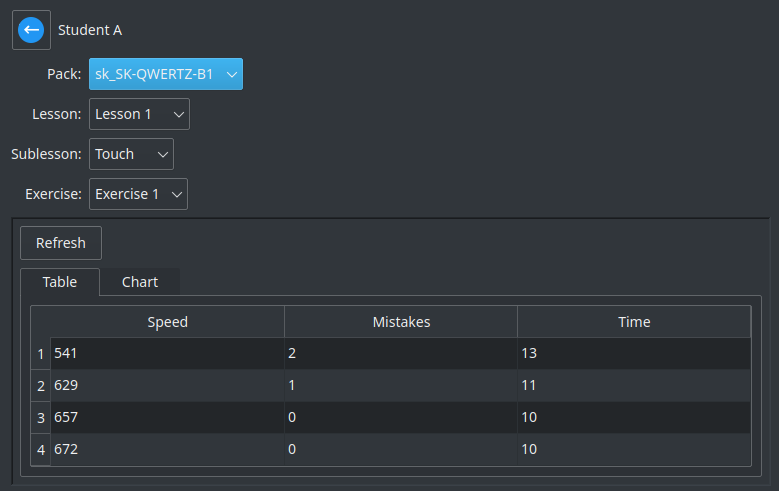 Student A
Pack: sk_SK-QWERTZ-B1
Lesson: Lesson 1
Sublesson: Touch
Exercise: Exercise 1
Refresh
Table Chart
Speed Mistakes Time
1 541 2 13
2 629 1 11
3 657 0 10
4 672 0 10